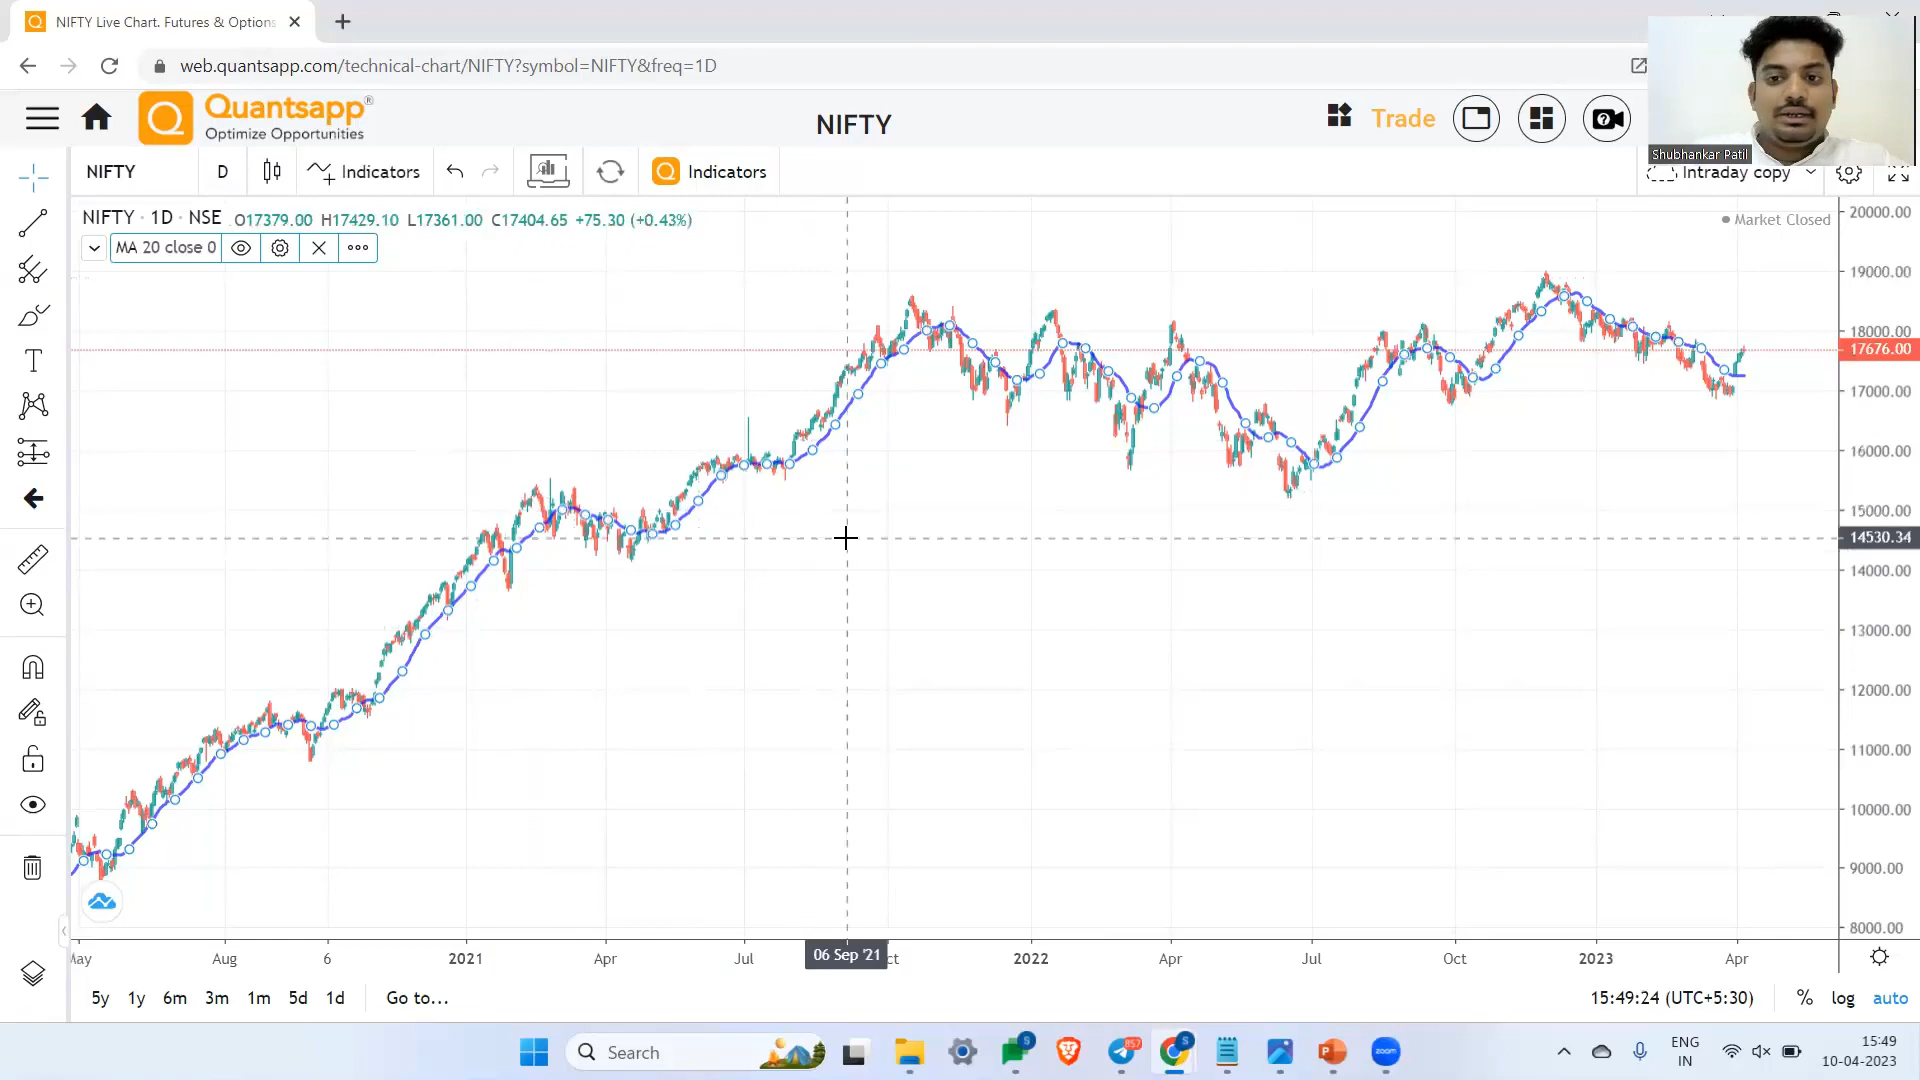 NIFTY Live Chart. Futures & Options
web.quantsapp.com/technical-chart/NIFTY?symbol=NIFTY&freq=1D
Quantsapp®
Optimize Opportunities
NIFTY
Trade
Shubhankar Patil
NIFTY
D
Indicators
Indicators
Intraday copy
NIFTY · 1D · NSE O17379.00 H17429.10 L17361.00 C17404.65 +75.30 (+0.43%)
Market Closed
MA 20 close 0
20000.00
19000.00
18000.00
17676.00
17000.00
16000.00
15000.00
14530.34
14000.00
13000.00
12000.00
11000.00
10000.00
9000.00
8000.00
Aug 6 2021 Apr Jul 06 Sep '21 2022 Apr Jul Oct 2023 Apr
5y 1y 6m 3m 1m 5d 1d Go to...
15:49:24 (UTC+5:30) % log auto
Search
857
zoom
ENG
IN
15:49
10-04-2023